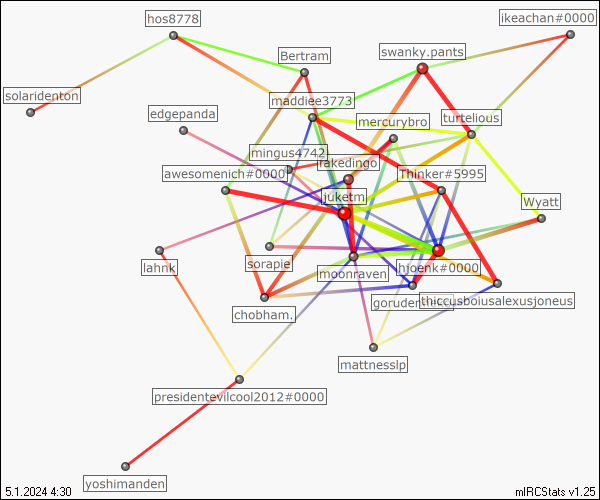 hos8778
ikeachan#0000
Bertram
swanky.pants
solaridenton
maddiee3773
edgepanda
mercurybro
turtelious
mingus4742
fakedingo
awesomenich#0000
Thinker#5995
juketm
Wyatt
sorapie
lahnk
moonraven
hjoenk#0000
thiccusboiusalexusjoneus
chobham.
mattnesslp
presidentevilcool2012#0000
yoshimanden
5.1.2024 4:30
mIRCStats v1.25